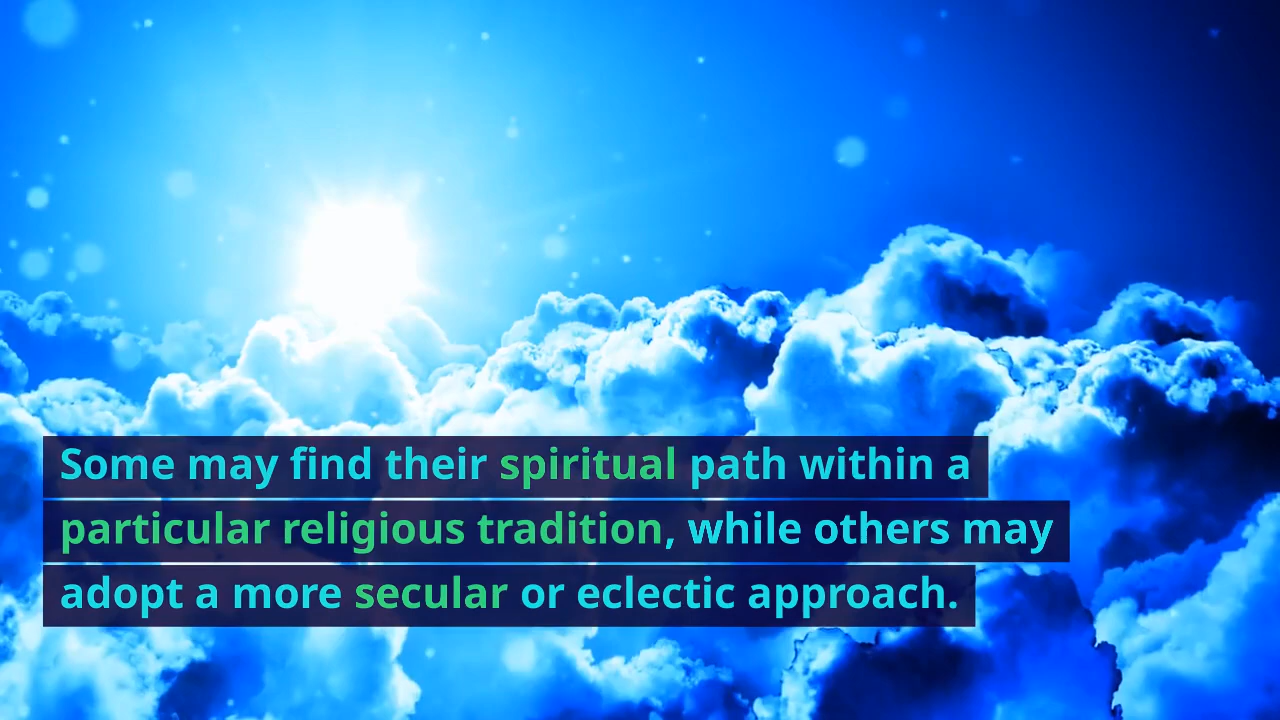 Some may find their spiritual path within a
particular religious tradition, while others may
adopt a more secular or eclectic approach.